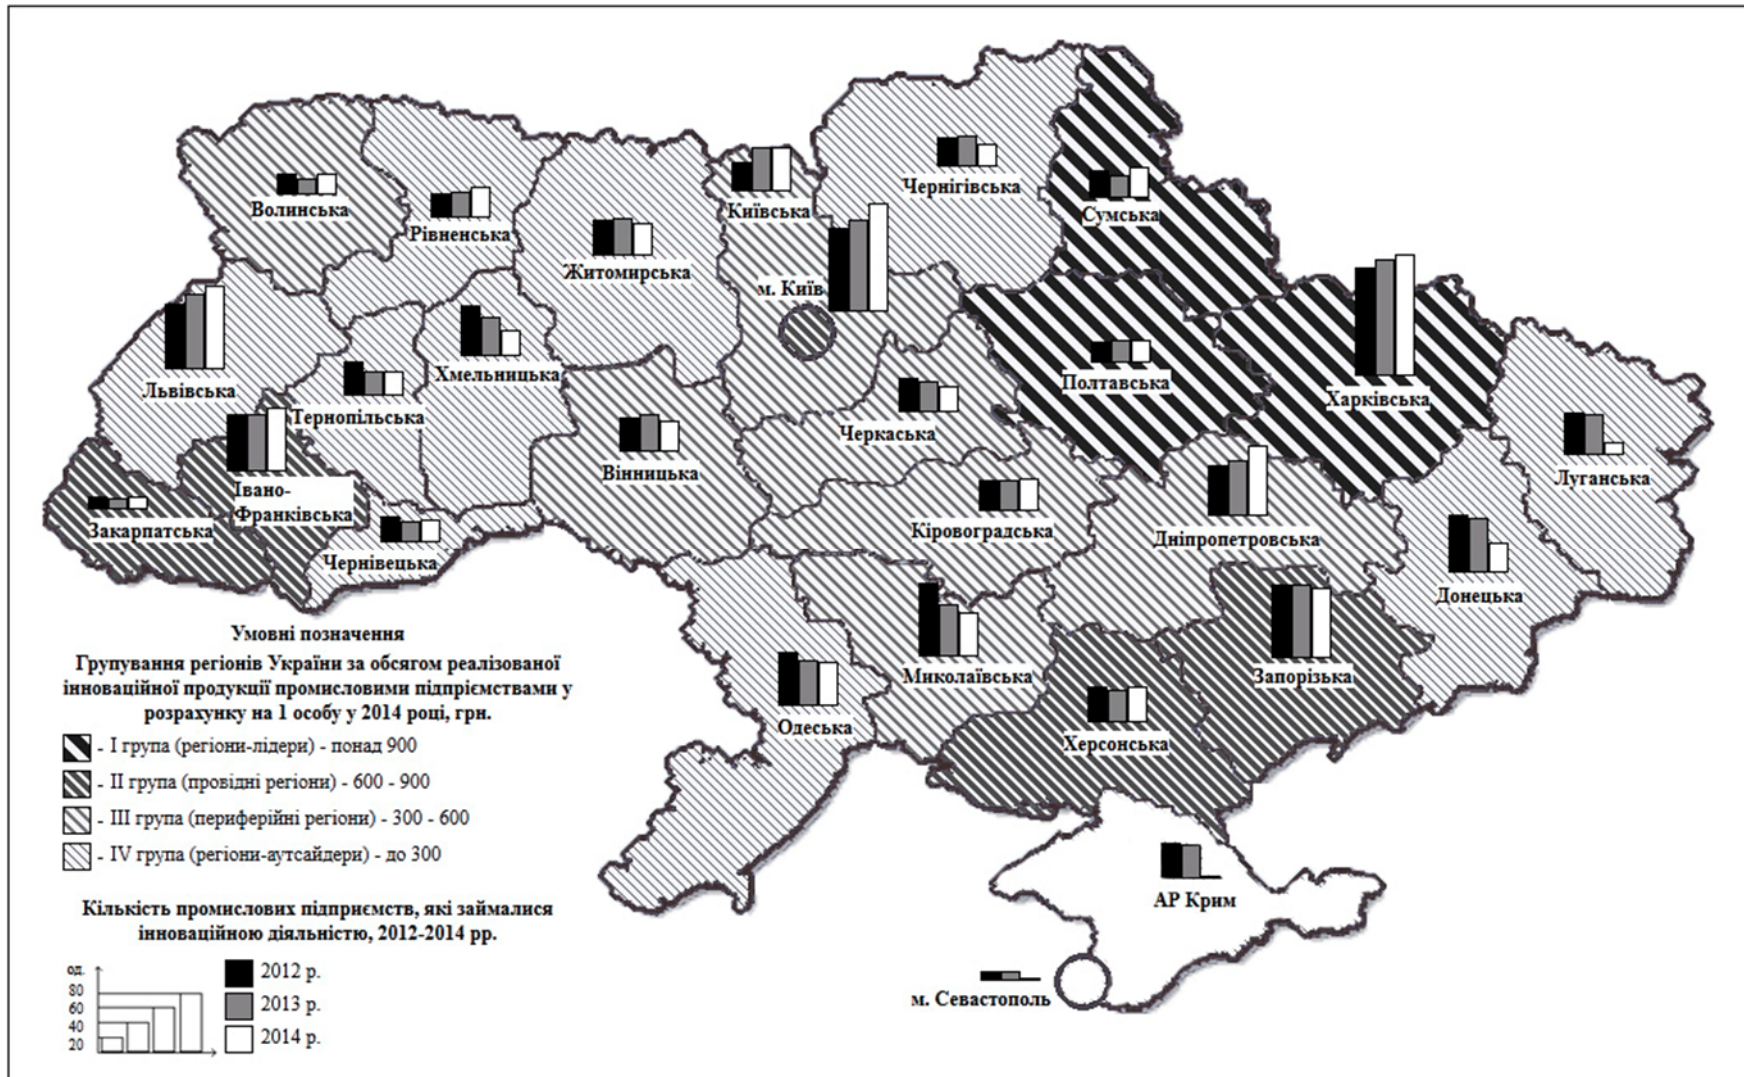 Чернігівська
Сумська
Волинська
Київська
Рівненська
Житомирська
м. Київ
Львівська
Хмельницька
Тернопільська
Полтавська
Харківська
Черкаська
Вінницька
Луганська
Івано-
Франківська
Закарпатська
Чернівецька
Кіровоградська
Дніпропетровська
Донецька
Миколаївська
Запорізька
Одеська
Херсонська
АР Крим
м. Севастополь
Умовні позначення
Групування регіонів України за обсягом реалізованої
інноваційної продукції промисловими підпріємствами у
розрахунку на 1 особу у 2014 році, грн.
- І група (регіони-лідери) - понад 900
- ІІ група (провідні регіони) - 600 - 900
- ІІІ група (периферійні регіони) - 300 - 600
- IV група (регіони-аутсайдери) - до 300
Кількість промислових підприємств, які займалися
інноваційною діяльністю, 2012-2014 рр.
од.
80
60
40
20
2012 р.
2013 р.
2014 р.